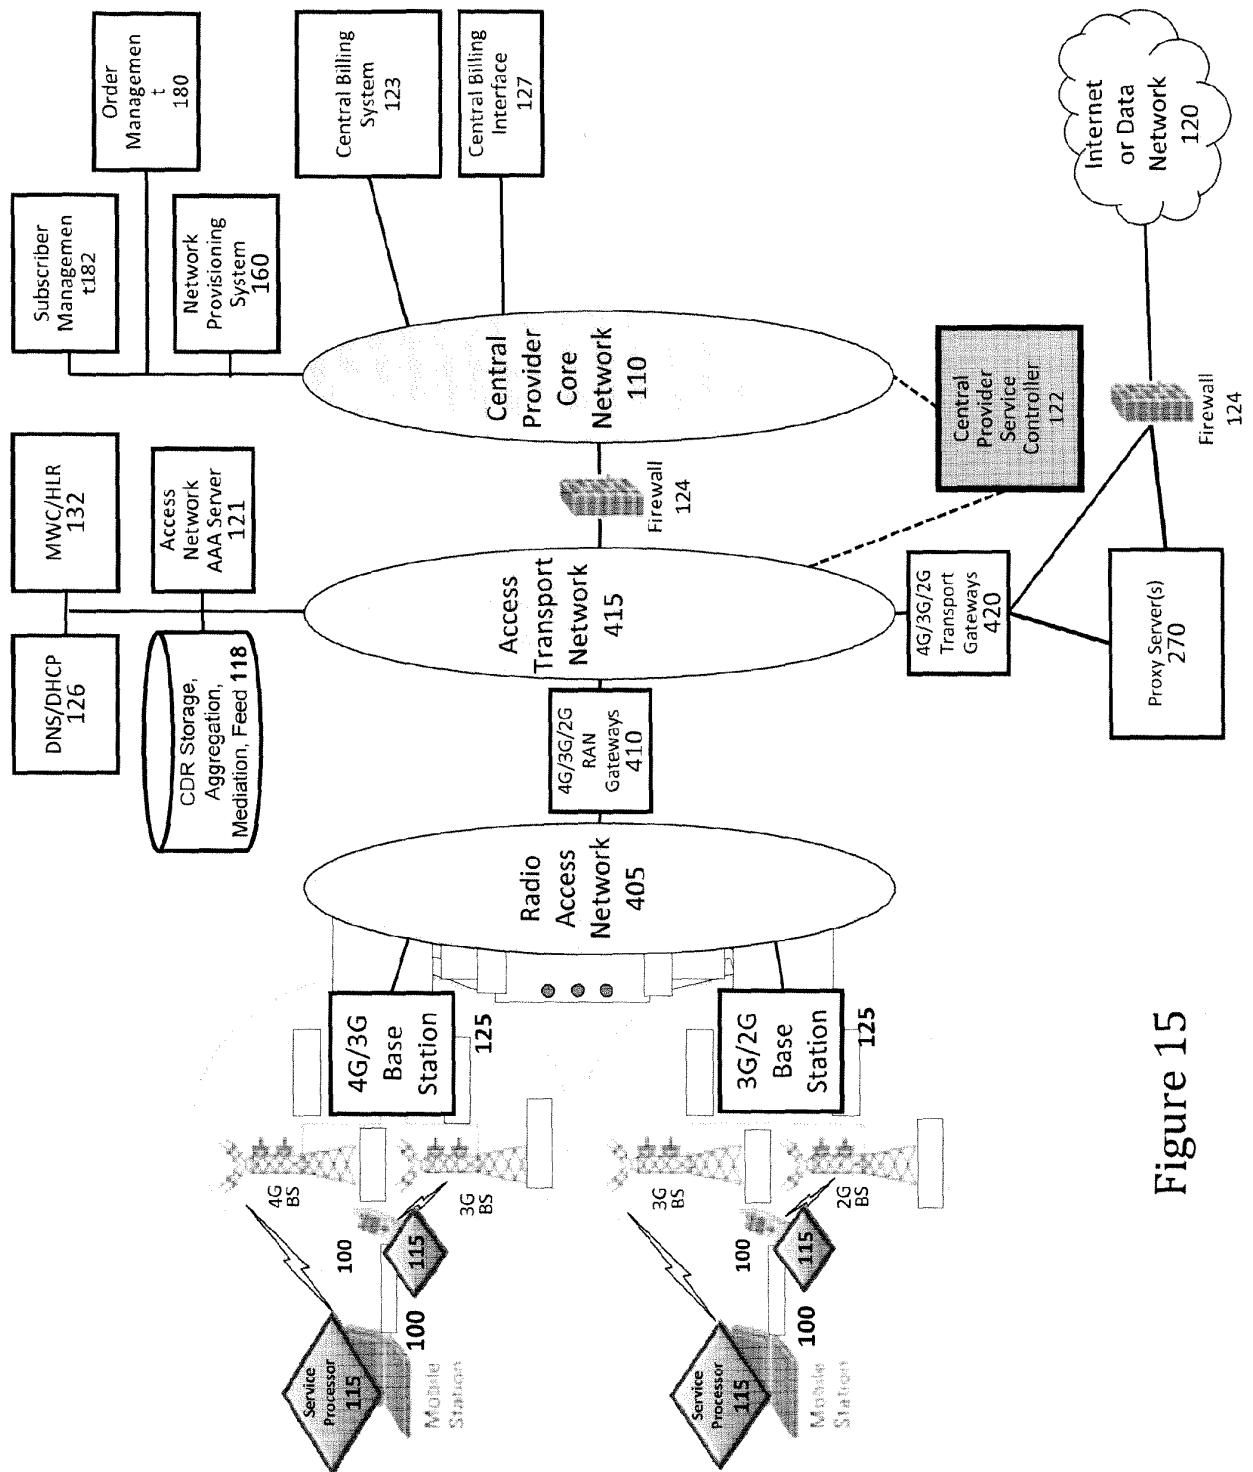 Subscriber
Managemen
t182
Order
Managemen
t
180
Network
Provisioning
System
160
Central Billing
System
123
Central Billing
Interface
127
DNS/DHCP
126
MWC/HLR
132
CDR Storage,
Aggregation,
Mediation, Feed 118
Access
Network
AAA Server
121
4G
BS
3G
BS
100
115
Service
Processor
115
100
Mobile
Station
4G/3G
Base
Station
125
3G
BS
2G
BS
100
115
Service
Processor
115
100
Mobile
Station
3G/2G
Base
Station
125
Radio
Access
Network
405
4G/3G/2G
RAN
Gateways
410
Access
Transport
Network
415
Firewall
124
Central
Provider
Core
Network
110
4G/3G/2G
Transport
Gateways
420
Central
Provider
Service
Controller
122
Proxy Server(s)
270
Firewall
124
Internet
or Data
Network
120
Figure 15